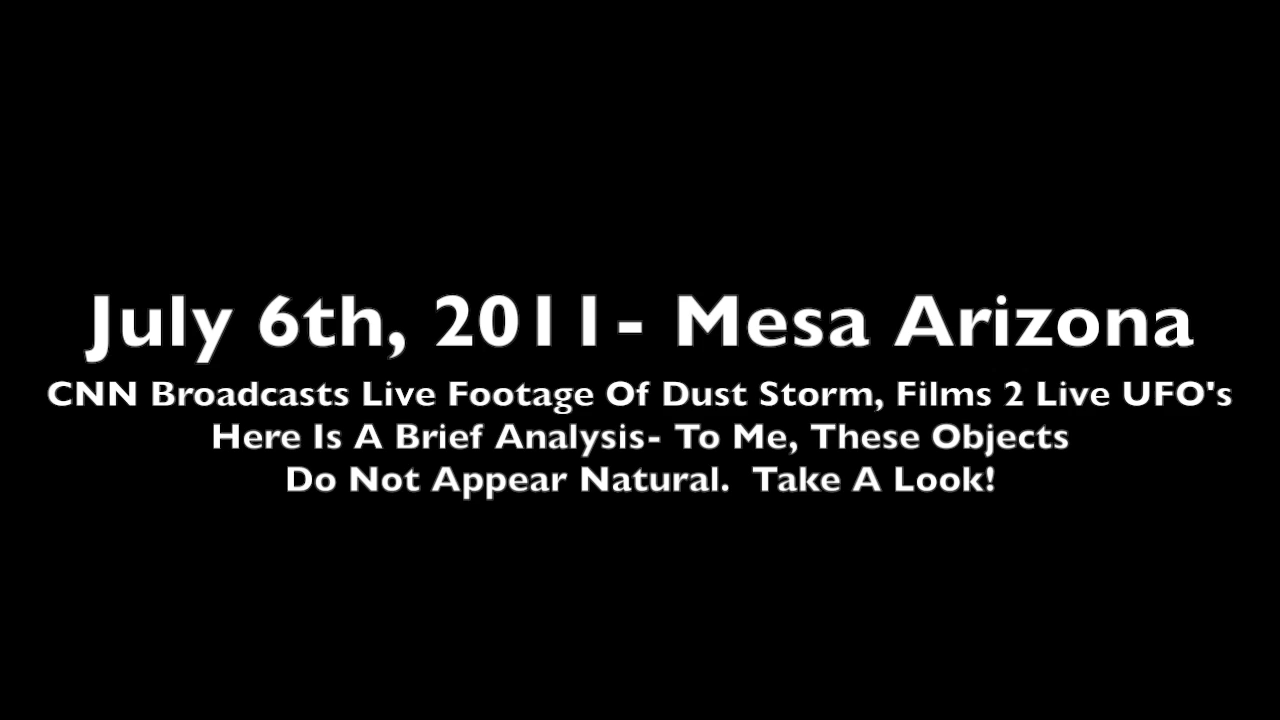 July 6th, 2011- Mesa Arizona
CNN Broadcasts Live Footage Of Dust Storm, Films 2 Live UFO's
Here Is A Brief Analysis- To Me, These Objects
Do Not Appear Natural.  Take A Look!